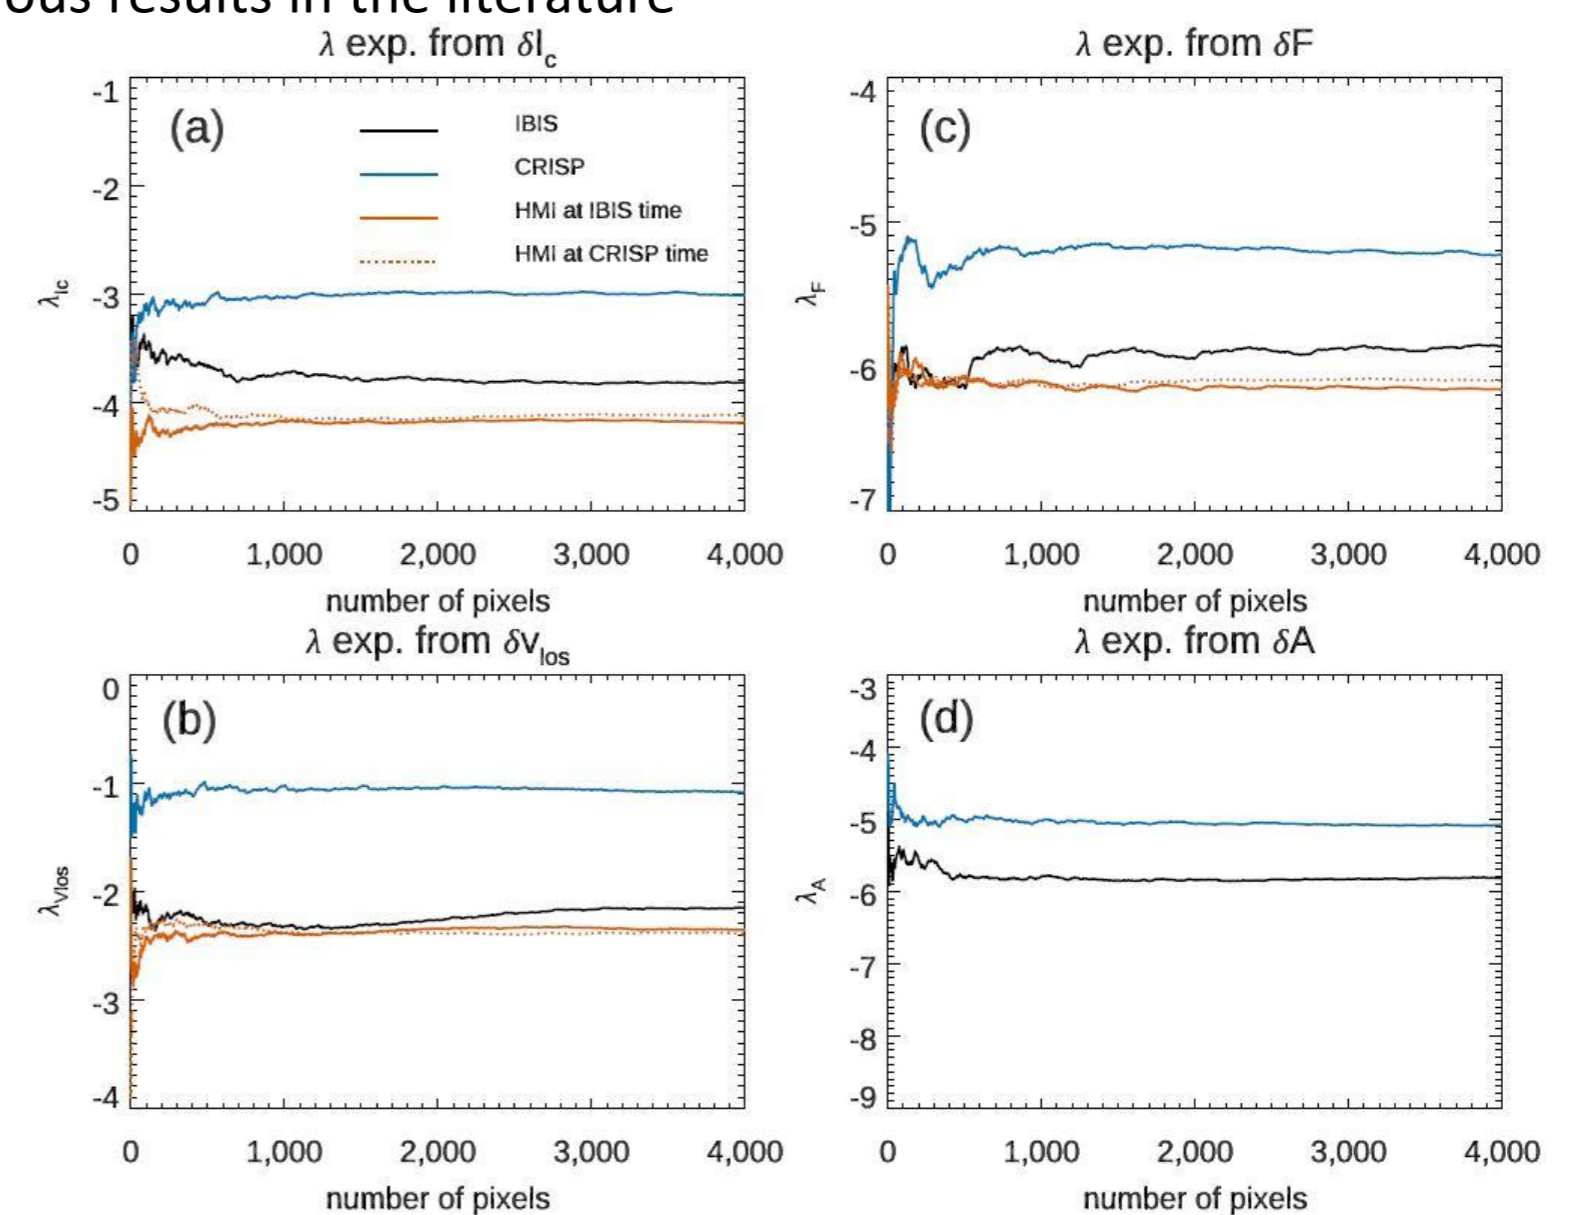 ous results in the literature
λ exp. from δI_c
-1
-2
-3
-4
-5
λ_Ic
(a)
IBIS
CRISP
HMI at IBIS time
HMI at CRISP time
0 1,000 2,000 3,000 4,000
number of pixels
λ exp. from δF
-4
-5
-6
-7
λ_F
(c)
0 1,000 2,000 3,000 4,000
number of pixels
λ exp. from δv_los
0
-1
-2
-3
-4
λ_Vlos
(b)
0 1,000 2,000 3,000 4,000
number of pixels
λ exp. from δA
-3
-4
-5
-6
-7
-8
-9
λ_A
(d)
0 1,000 2,000 3,000 4,000
number of pixels